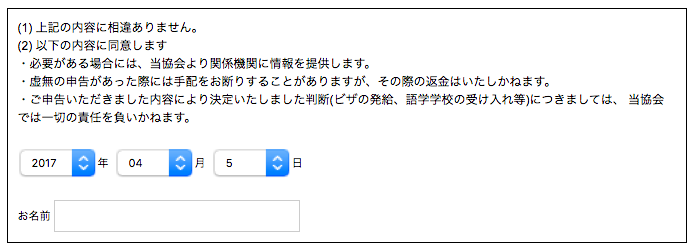 (1) 上記の内容に相違ありません。
(2) 以下の内容に同意します
・必要がある場合には、当協会より関係機関に情報を提供します。
・虚無の申告があった際には手配をお断りすることがありますが、その際の返金はいたしかねます。
・ご申告いただきました内容により決定いたしました判断(ビザの発給、語学学校の受け入れ等)につきましては、 当協会
では一切の責任を負いかねます。
2017 年 04 月 5 日
お名前